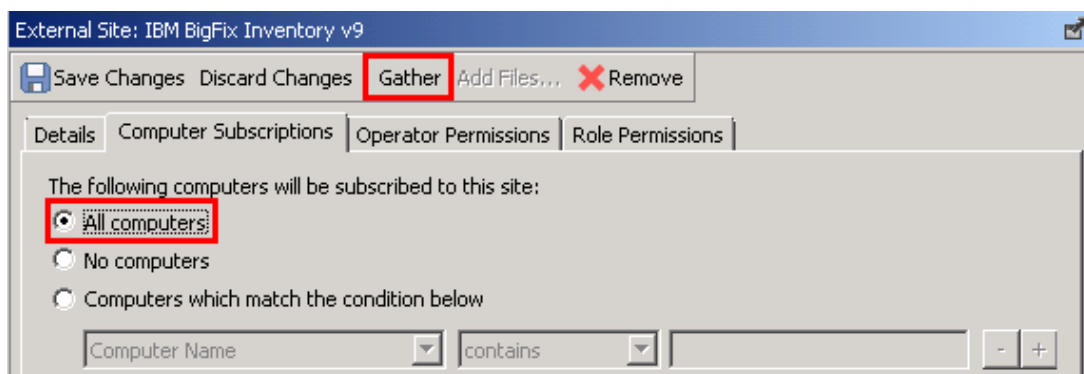 External Site: IBM BigFix Inventory v9
Save Changes Discard Changes Gather Add Files... Remove
Details Computer Subscriptions Operator Permissions Role Permissions
The following computers will be subscribed to this site:
All computers
No computers
Computers which match the condition below
Computer Name contains - +